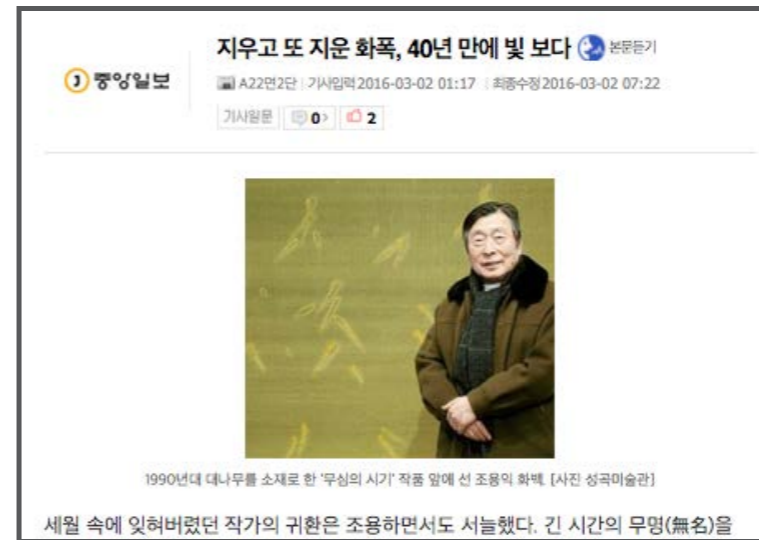 지우고 또 지운 화폭, 40년 만에 빛 보다 본문듣기
중앙일보
A22면2단 기사입력 2016-03-02 01:17 최종수정 2016-03-02 07:22
기사원문 0 2
1990년대 대나무를 소재로 한 '무심의 시기' 작품 앞에 선 조용익 화백. [사진 성곡미술관]
세월 속에 잊혀버렸던 작가의 귀환은 조용하면서도 서늘했다. 긴 시간의 무명(無名)을